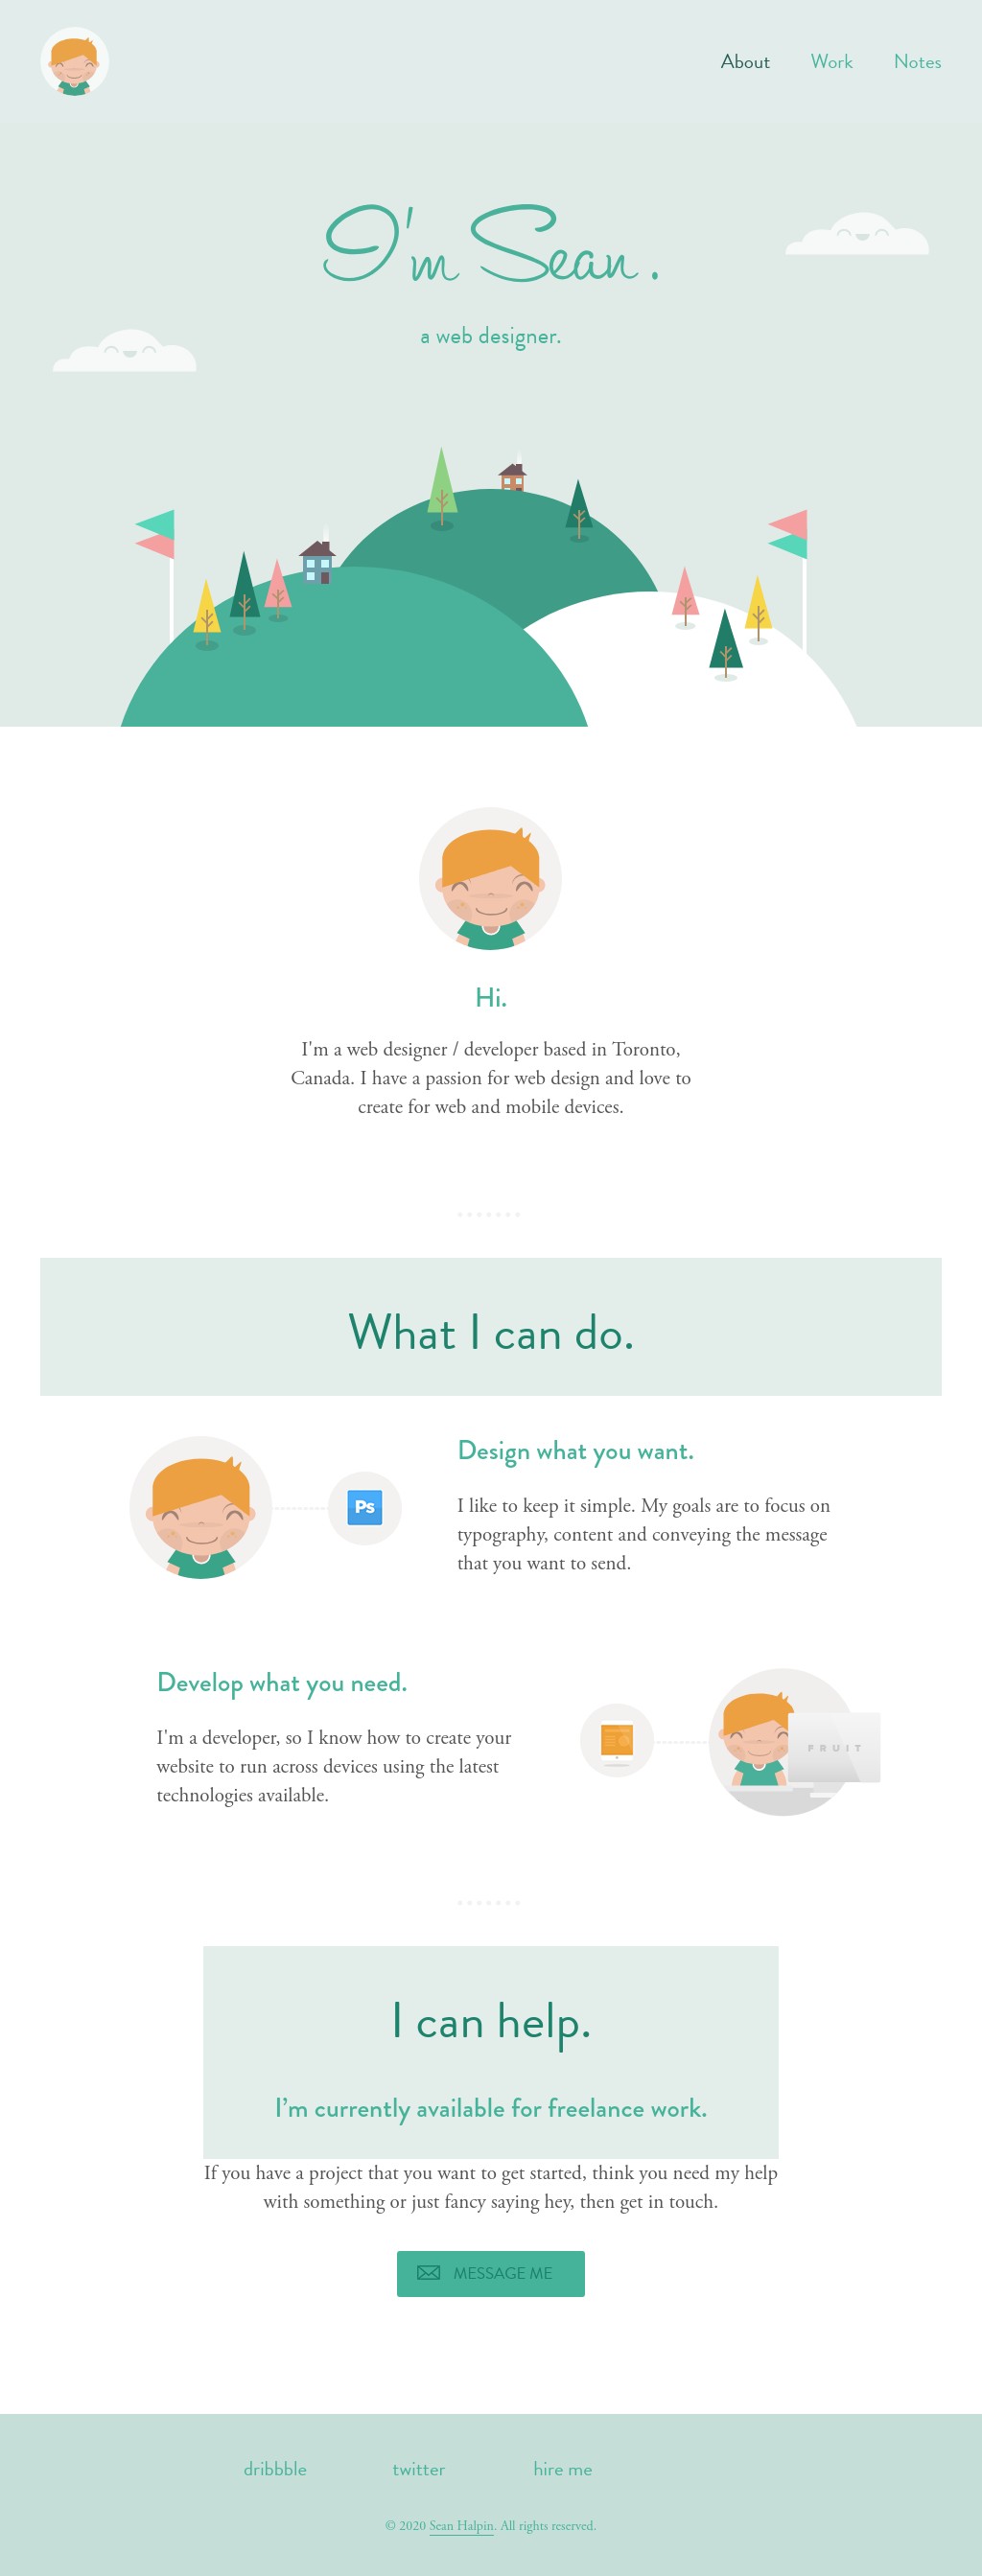 About Work Notes
I'm Sean.
a web designer.
Hi.
I'm a web designer / developer based in Toronto,
Canada. I have a passion for web design and love to
create for web and mobile devices.
What I can do.
Ps
Design what you want.
I like to keep it simple. My goals are to focus on
typography, content and conveying the message
that you want to send.
Develop what you need.
I'm a developer, so I know how to create your
website to run across devices using the latest
technologies available.
FRUIT
I can help.
I’m currently available for freelance work.
If you have a project that you want to get started, think you need my help
with something or just fancy saying hey, then get in touch.
MESSAGE ME
dribbble twitter hire me
© 2020 Sean Halpin. All rights reserved.